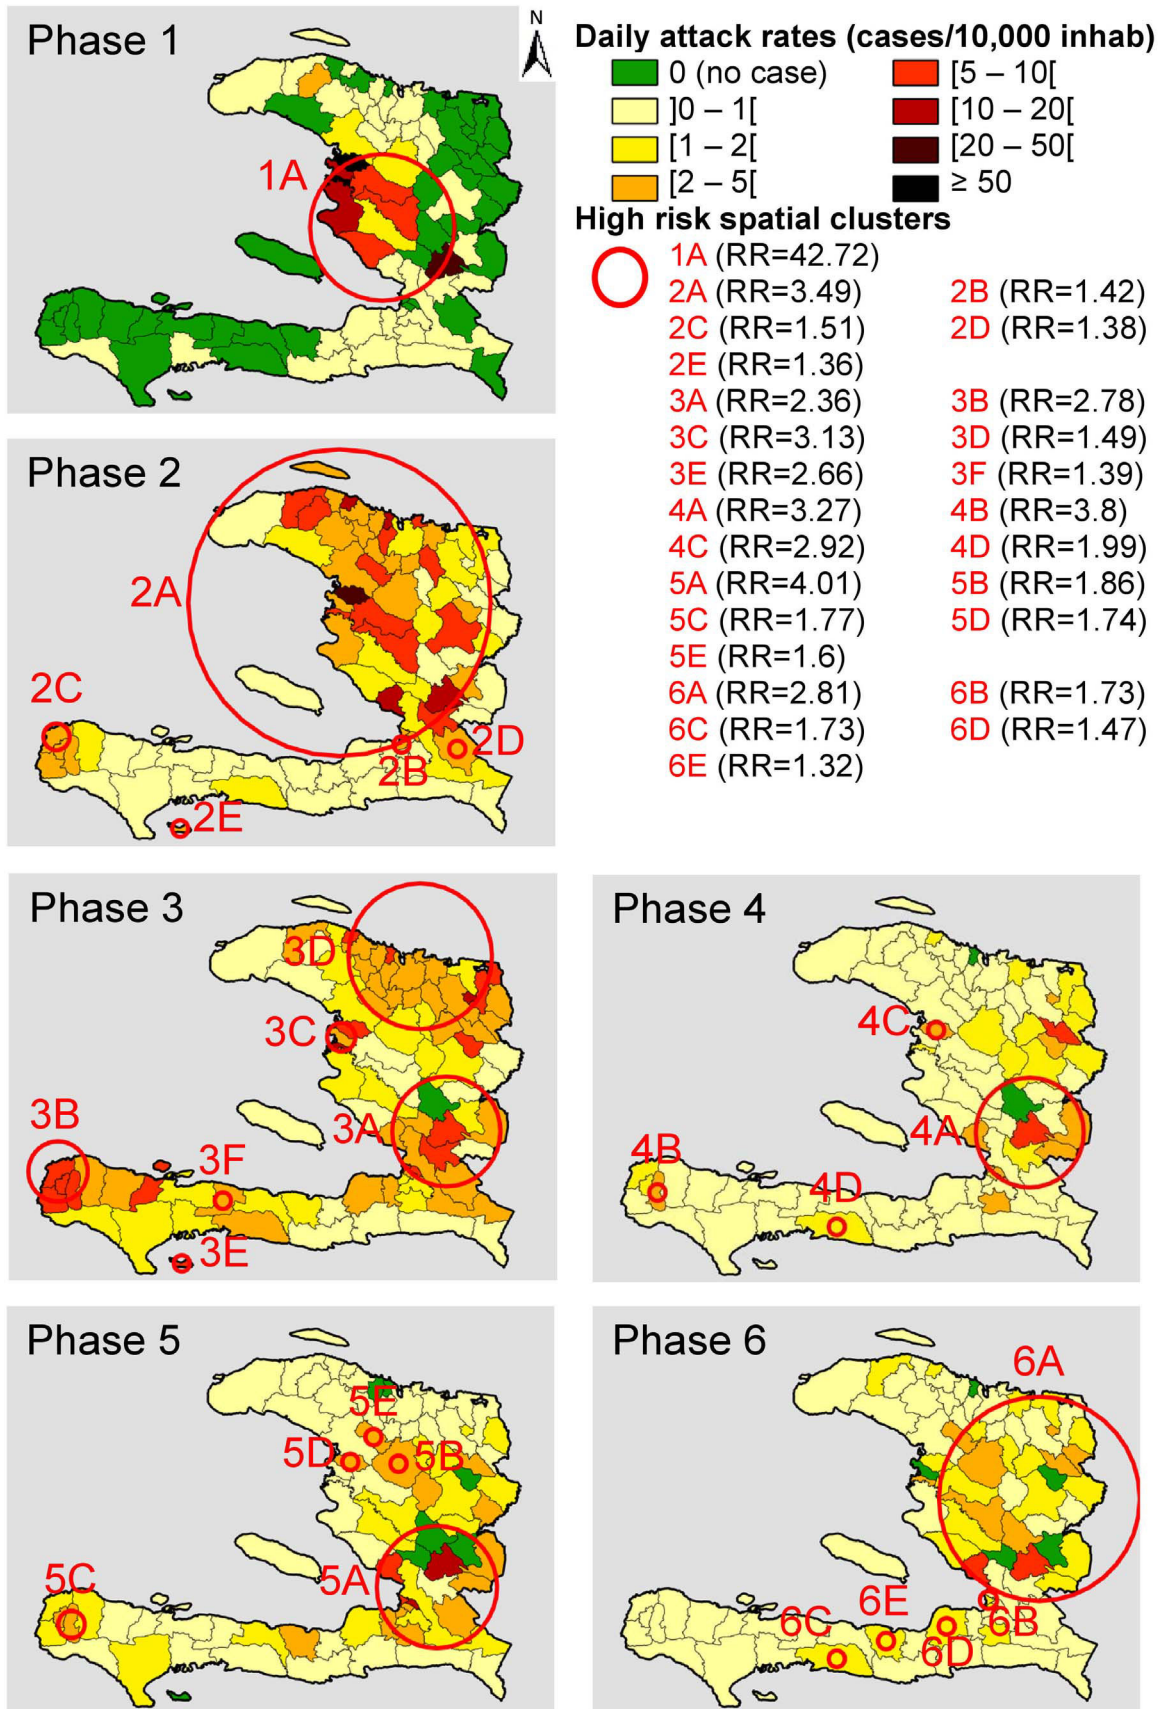 Phase 1
N
1A
Daily attack rates (cases/10,000 inhab)
0 (no case) [5 – 10[
]0 – 1[ [10 – 20[
[1 – 2[ [20 – 50[
[2 – 5[ ≥ 50
High risk spatial clusters
1A (RR=42.72)
2A (RR=3.49) 2B (RR=1.42)
2C (RR=1.51) 2D (RR=1.38)
2E (RR=1.36)
3A (RR=2.36) 3B (RR=2.78)
3C (RR=3.13) 3D (RR=1.49)
3E (RR=2.66) 3F (RR=1.39)
4A (RR=3.27) 4B (RR=3.8)
4C (RR=2.92) 4D (RR=1.99)
5A (RR=4.01) 5B (RR=1.86)
5C (RR=1.77) 5D (RR=1.74)
5E (RR=1.6)
6A (RR=2.81) 6B (RR=1.73)
6C (RR=1.73) 6D (RR=1.47)
6E (RR=1.32)
Phase 2
2A
2C
2D
2B
2E
Phase 3
3D
3C
3B
3A
3F
3E
Phase 4
4C
4A
4B
4D
Phase 5
5E
5D
5B
5C
5A
Phase 6
6A
6E
6C
6B
6D